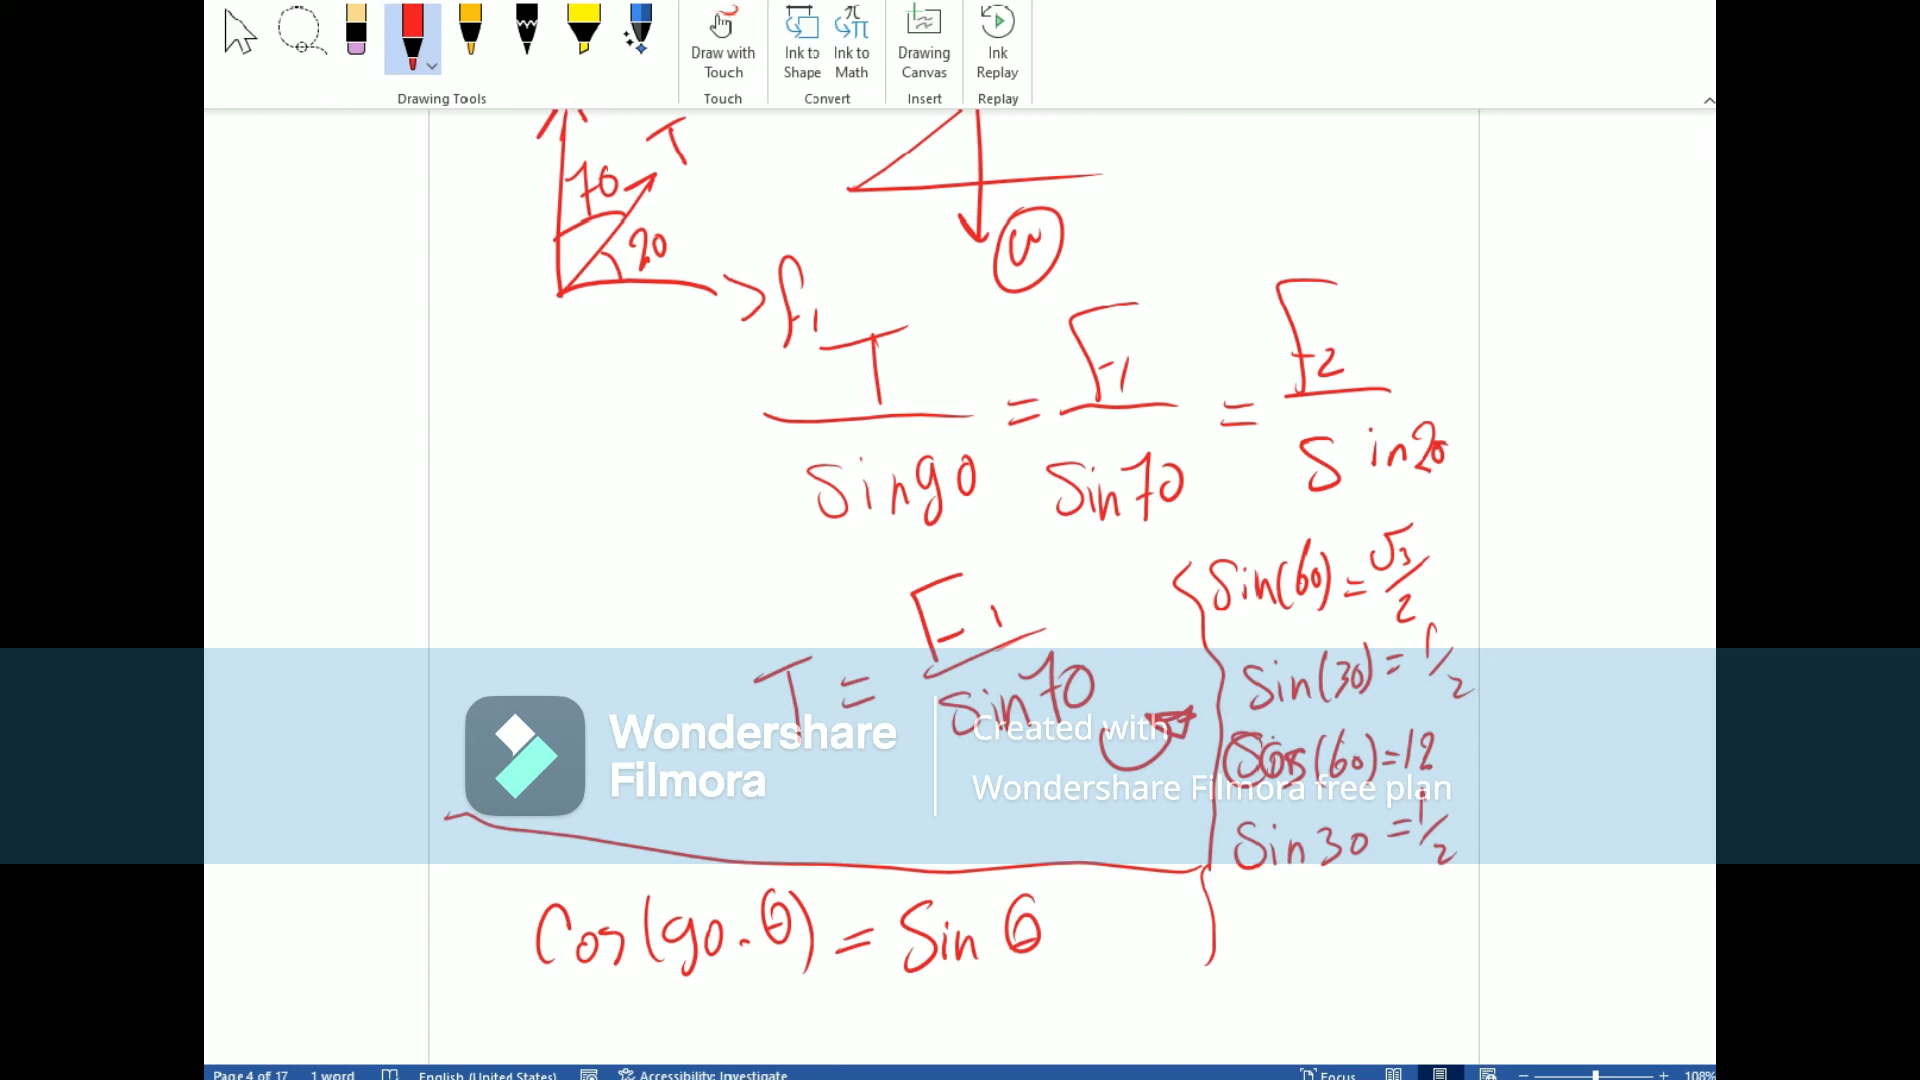 Draw with
Touch
Ink to
Shape
Ink to
Math
Drawing
Canvas
Ink
Replay
Drawing Tools
Touch
Convert
Insert
Replay
T
70
20
f1
W
T/sin90 = F1/sin70 = F2/sin20
T = F1/sin70
sin(60) = √3/2
sin(30) = 1/2
cos(60) = 12
sin30 = 1/2
cos(90-θ) = sin θ
Wondershare
Filmora
Created with
Wondershare Filmora free plan
Page 4 of 17 1 word English (United States) Accessibility: Investigate Focus 108%